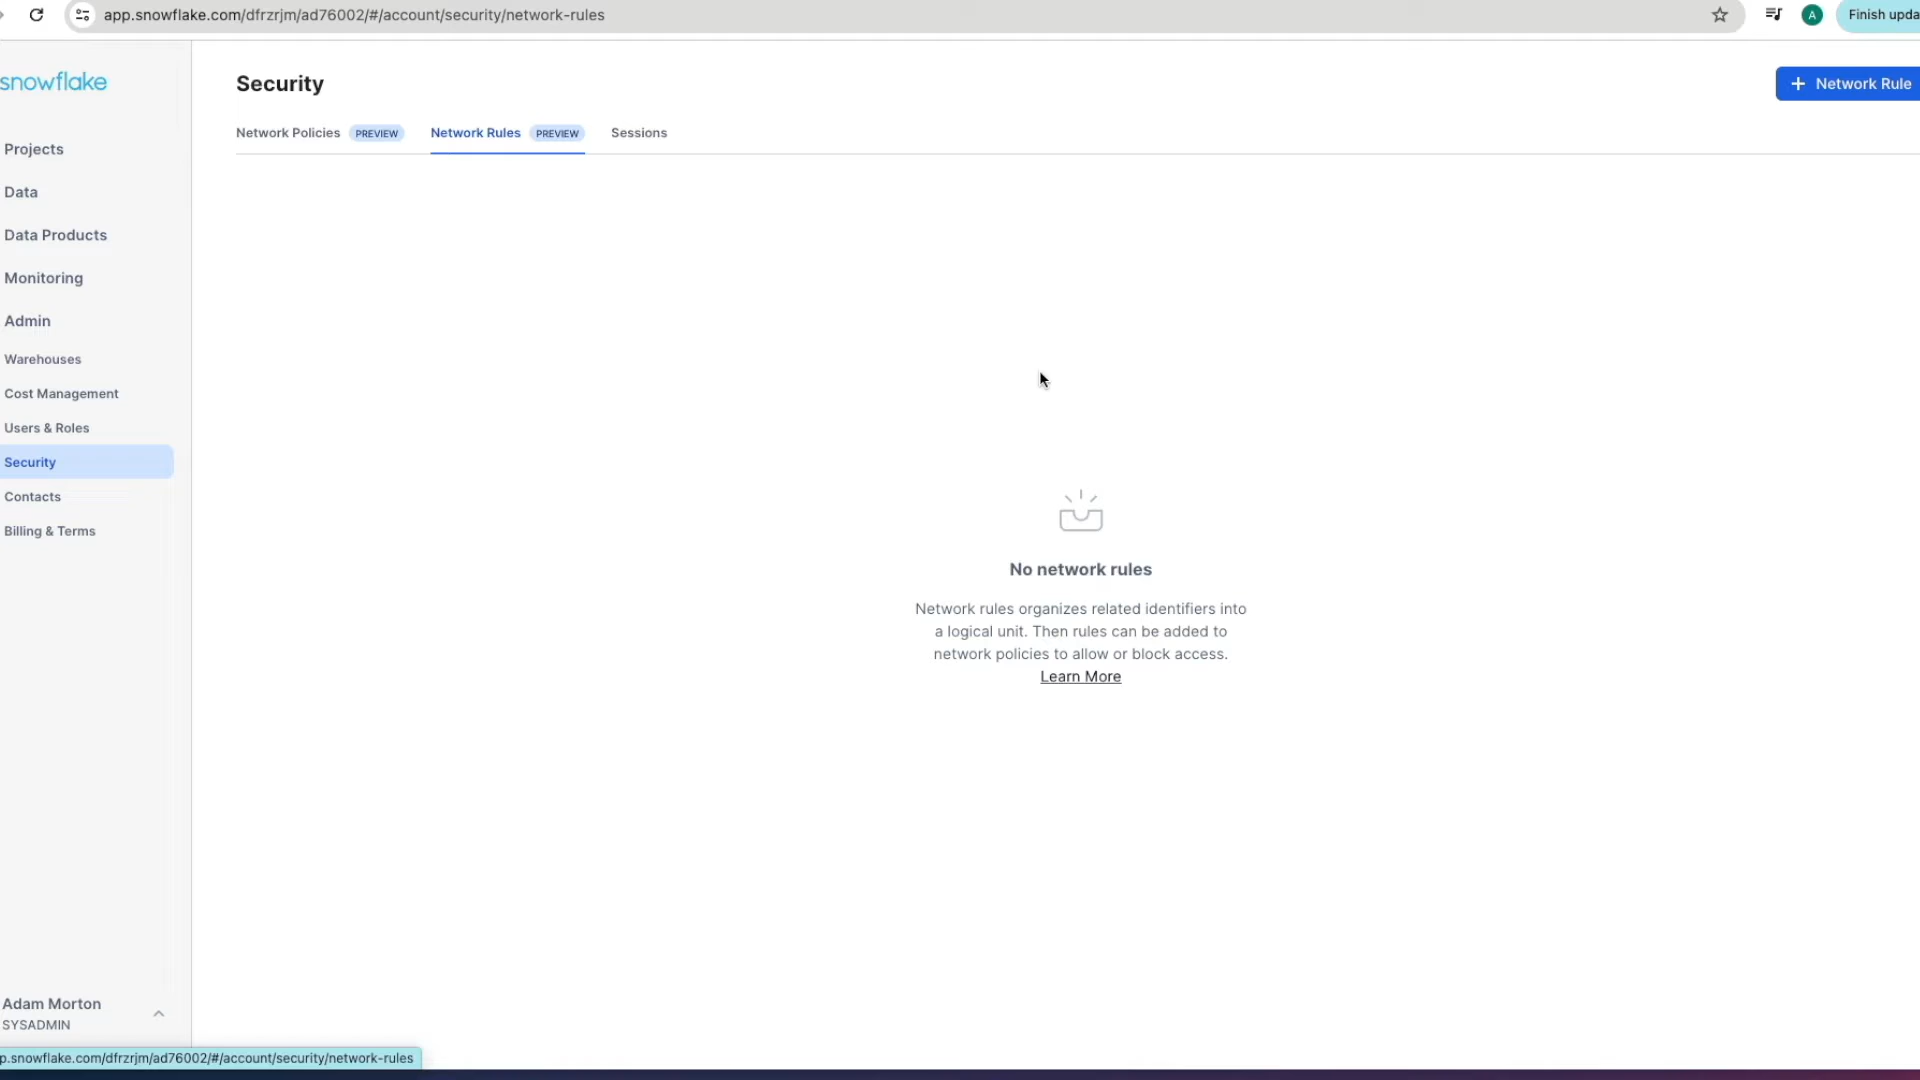 app.snowflake.com/dfrzrjm/ad76002/#/account/security/network-rules
A
Finish upda
snowflake
Projects
Data
Data Products
Monitoring
Admin
Warehouses
Cost Management
Users & Roles
Security
Contacts
Billing & Terms
Adam Morton
SYSADMIN
Security
+ Network Rule
Network Policies PREVIEW Network Rules PREVIEW Sessions
No network rules
Network rules organizes related identifiers into
a logical unit. Then rules can be added to
network policies to allow or block access.
Learn More
p.snowflake.com/dfrzrjm/ad76002/#/account/security/network-rules